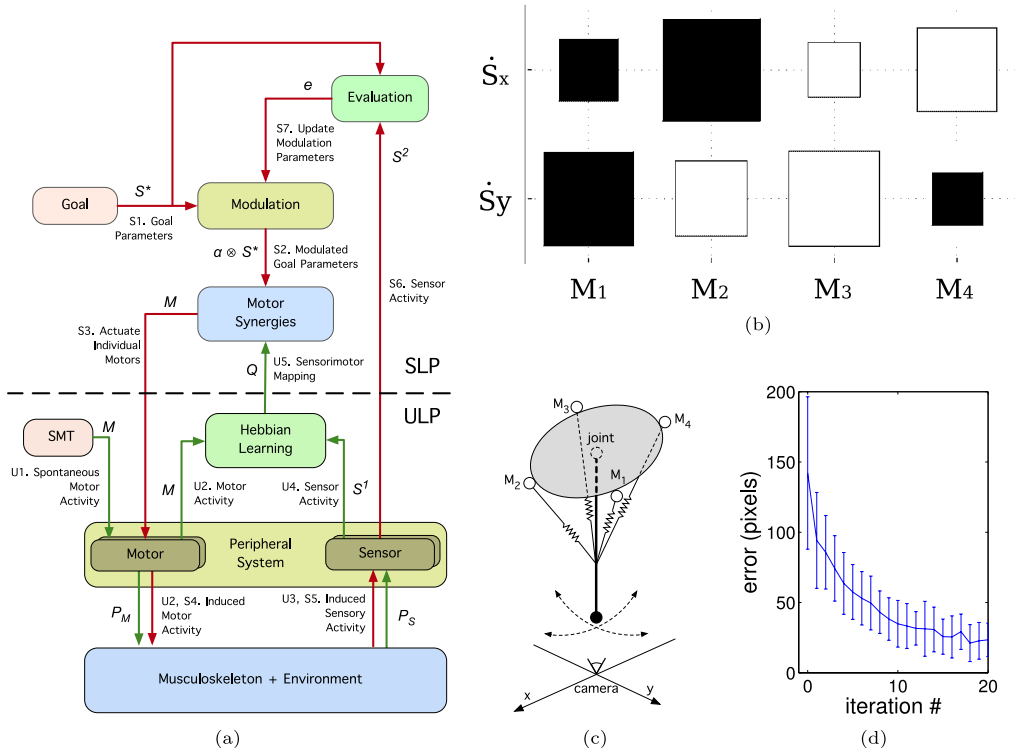 e
Evaluation
S7. Update
Modulation
Parameters
S²
S*
Goal
Modulation
S1. Goal
Parameters
α ⊗ S*
S2. Modulated
Goal Parameters
S6. Sensor
Activity
M
Motor
Synergies
S3. Actuate
Individual
Motors
Q
U5. Sensorimotor
Mapping
SLP
ULP
SMT
M
Hebbian
Learning
U1. Spontaneous
Motor
Activity
M
U2. Motor
Activity
U4. Sensor
Activity
S¹
Motor
Peripheral
System
Sensor
P_M
U2, S4. Induced
Motor
Activity
U3, S5. Induced
Sensory
Activity
P_S
Musculoskeleton + Environment
(a)
Ṡx
Ṡy
M₁ M₂ M₃ M₄
(b)
M₃
M₄
joint
M₂
M₁
camera
x
y
(c)
200
150
100
50
0
error (pixels)
0 10 20
iteration #
(d)